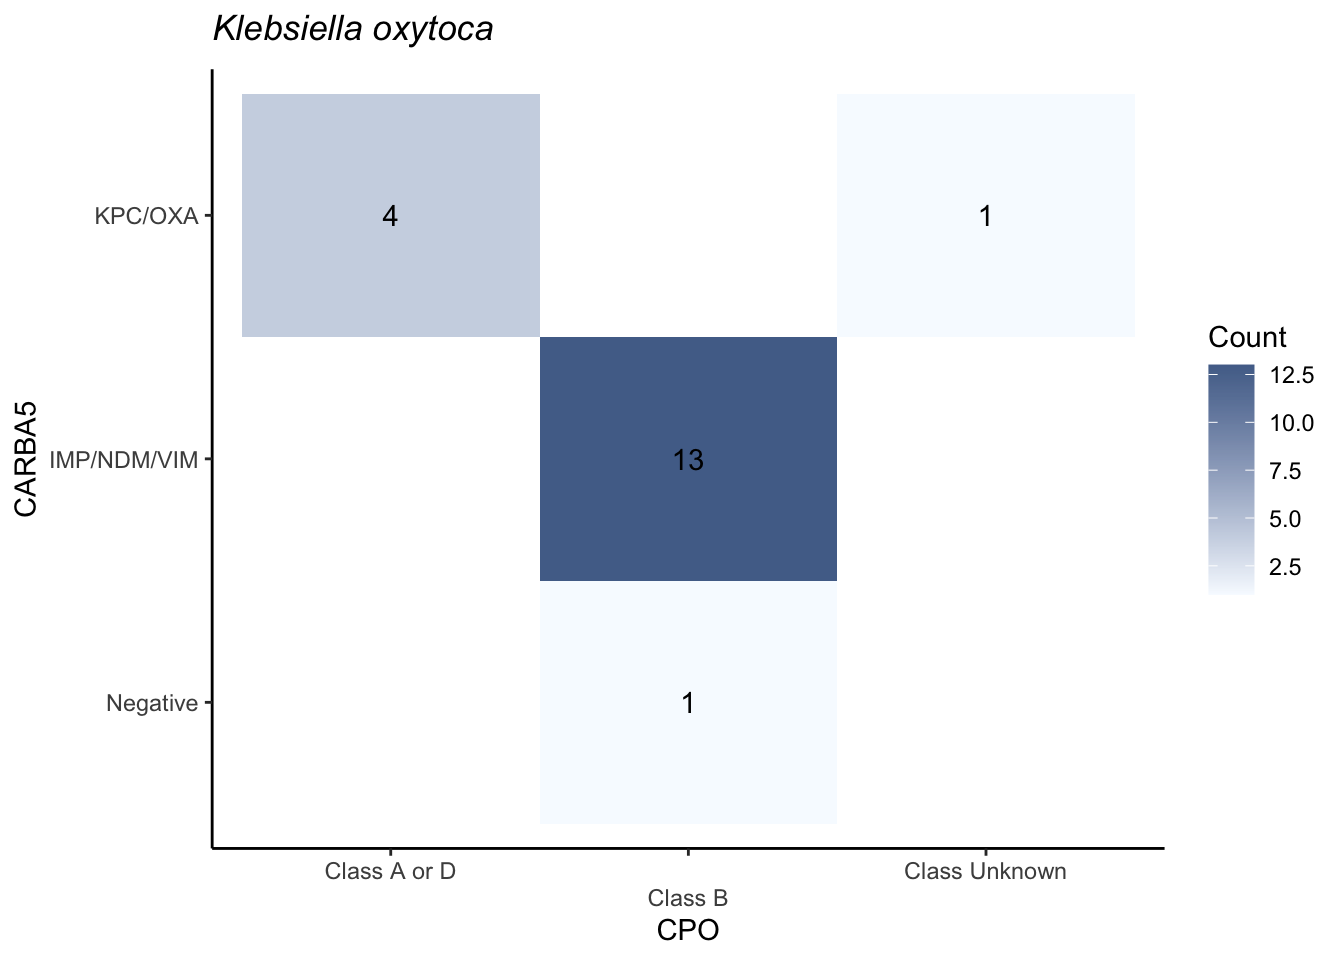 Klebsiella oxytoca
KPC/OXA
4
1
IMP/NDM/VIM
13
Negative
1
CARBA5
Class A or D
Class B
Class Unknown
CPO
Count
12.5
10.0
7.5
5.0
2.5